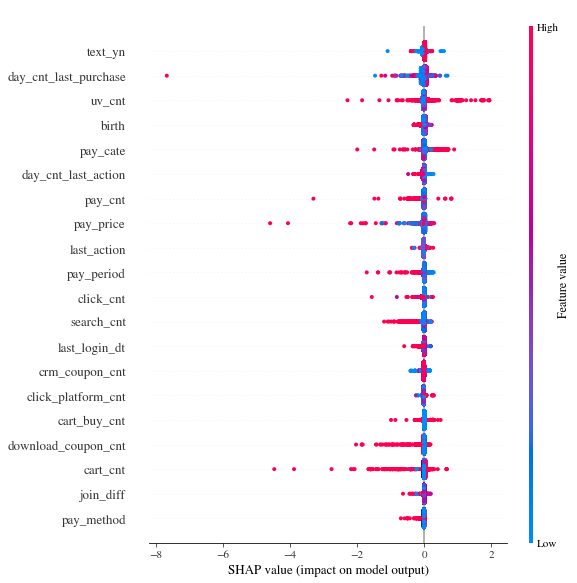 High
text_yn
day_cnt_last_purchase
uv_cnt
birth
pay_cate
day_cnt_last_action
pay_cnt
pay_price
last_action
pay_period
click_cnt
search_cnt
last_login_dt
crm_coupon_cnt
click_platform_cnt
cart_buy_cnt
download_coupon_cnt
cart_cnt
join_diff
pay_method
Feature value
Low
−8 −6 −4 −2 0 2
SHAP value (impact on model output)